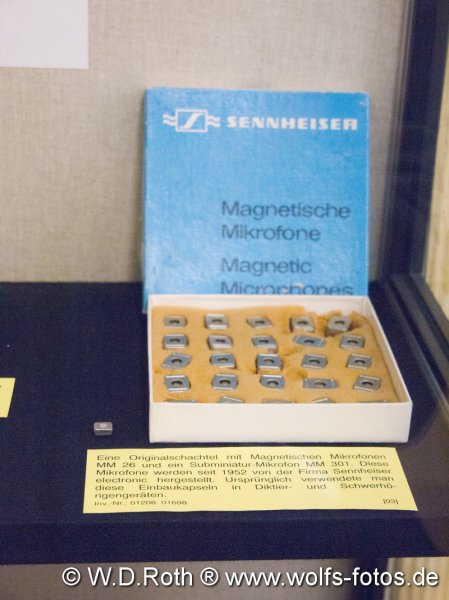 SENNHEISER
Magnetische
Mikrofone
Magnetic
Microphones
Eine Originalschachtel mit Magnetischen Mikrofonen
MM 26 und ein Subminiatur-Mikrofon MM 301. Diese
Mikrofone werden seit 1952 von der Firma Sennheiser
electronic hergestellt. Ursprünglich verwendete man
diese Einbaukapseln in Diktier- und Schwerhö-
rigengeräten.
Inv.-Nr.: 01208, 01698. [03]
© W.D.Roth ® www.wolfs-fotos.de ©